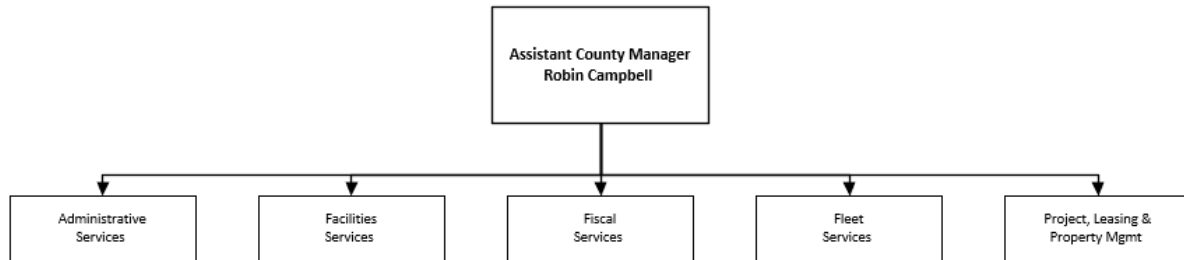 Assistant County Manager
Robin Campbell
Administrative
Services
Facilities
Services
Fiscal
Services
Fleet
Services
Project, Leasing &
Property Mgmt